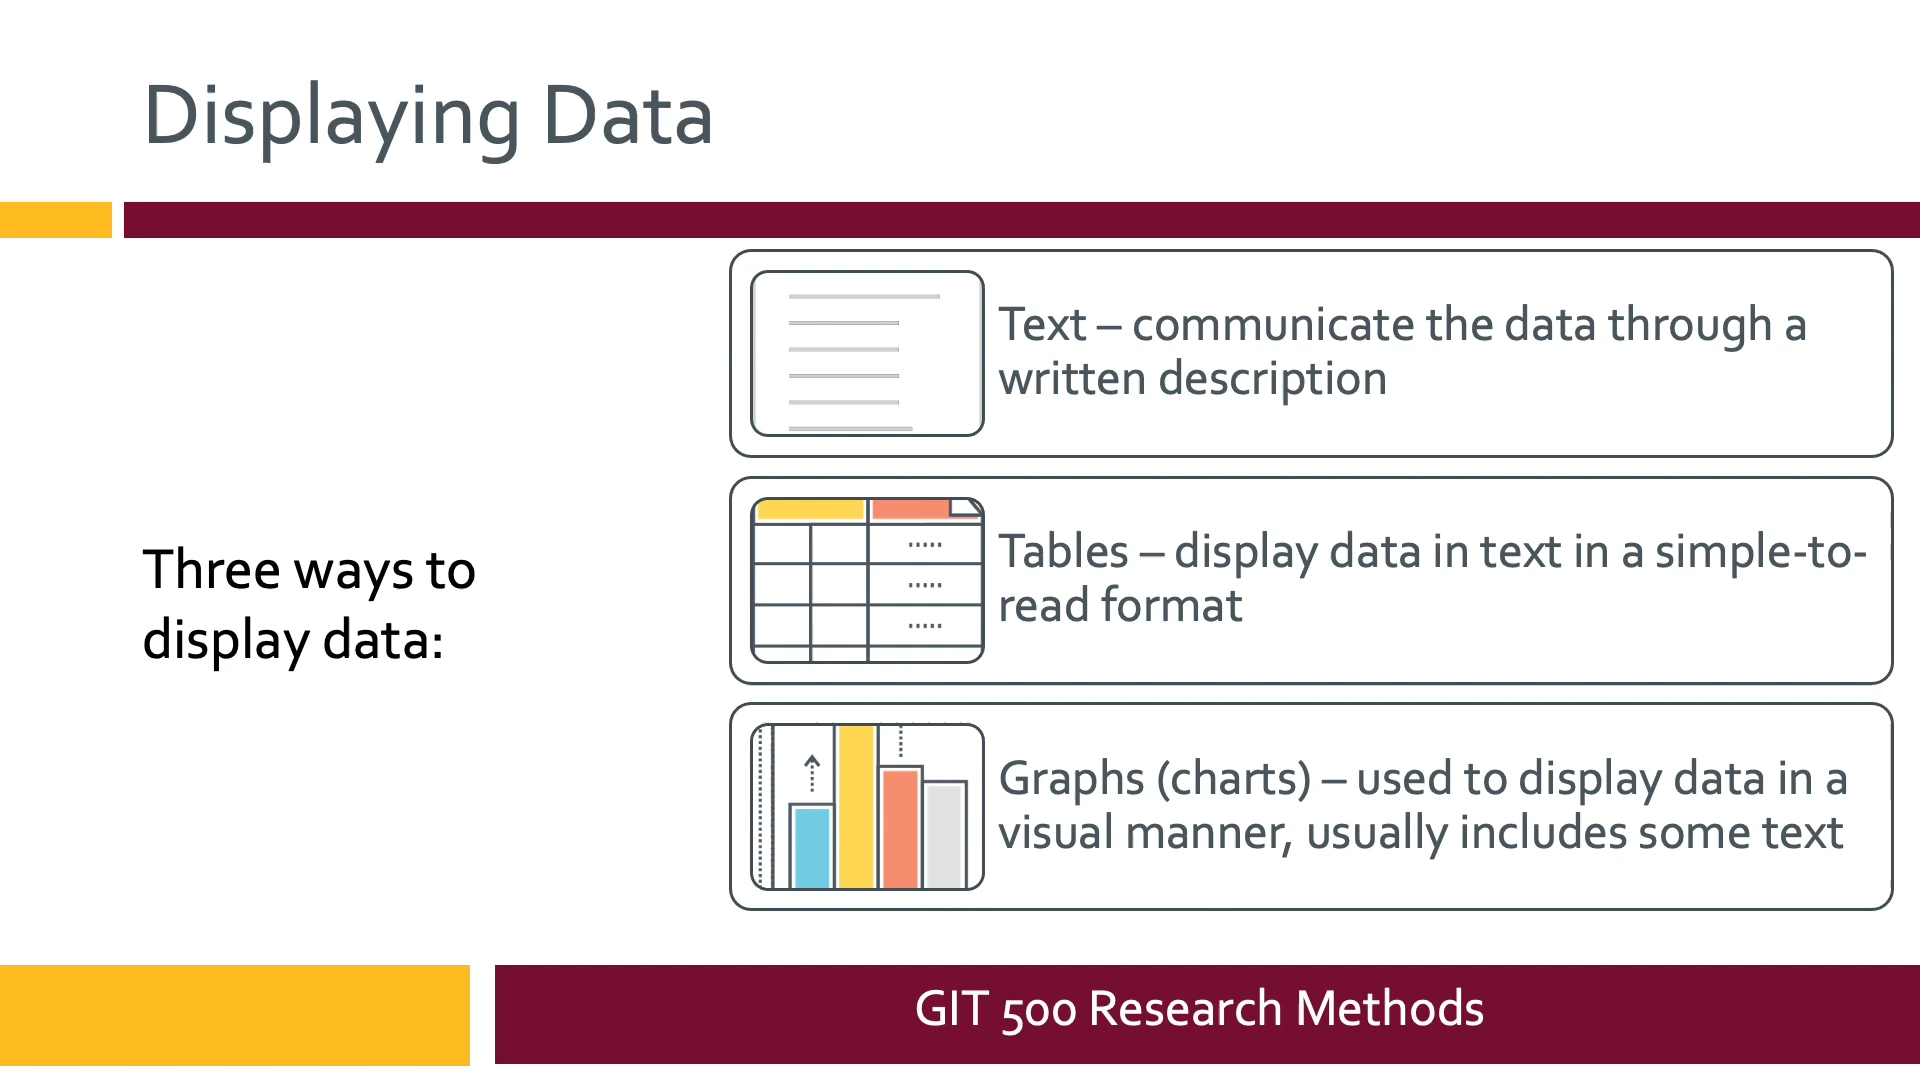 Displaying Data
Three ways to
display data:
Text – communicate the data through a
written description
Tables – display data in text in a simple-to-
read format
Graphs (charts) – used to display data in a
visual manner, usually includes some text
GIT 500 Research Methods